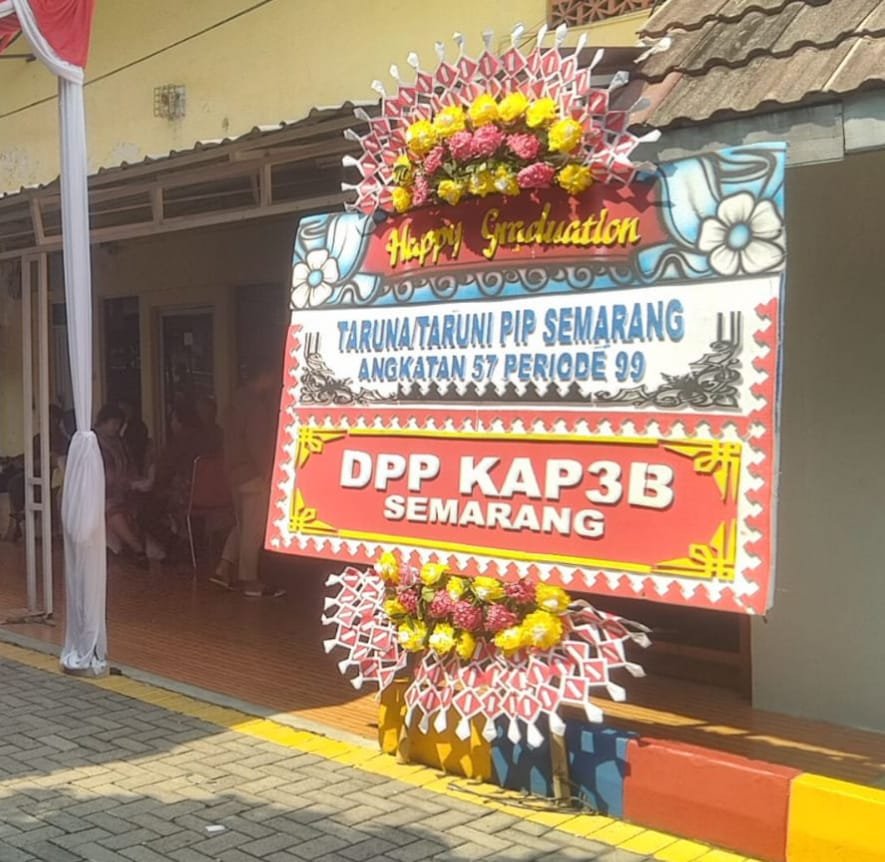 Happy Graduation
TARUNA/TARUNI PIP SEMARANG
ANGKATAN 57 PERIODE 99
DPP KAP3B
SEMARANG